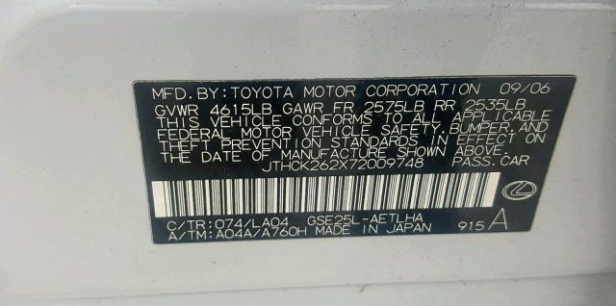 MFD.BY:TOYOTA MOTOR CORPORATION 09/06
GVWR 4615LB GAWR FR 2575LB RR 2535LB
THIS VEHICLE CONFORMS TO ALL APPLICABLE
FEDERAL MOTOR VEHICLE SAFETY,BUMPER,AND
THEFT PREVENTION STANDARDS IN EFFECT ON
THE DATE OF MANUFACTURE SHOWN ABOVE.
JTHCK262X72009748 PASS.CAR
C/TR:074/LA04 GSE25L-AETLHA
A/TM:A04A/A760H MADE IN JAPAN 915A